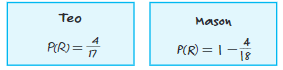 Teo
P(R) = 4/17
Mason
P(R) = 1 − 4/18